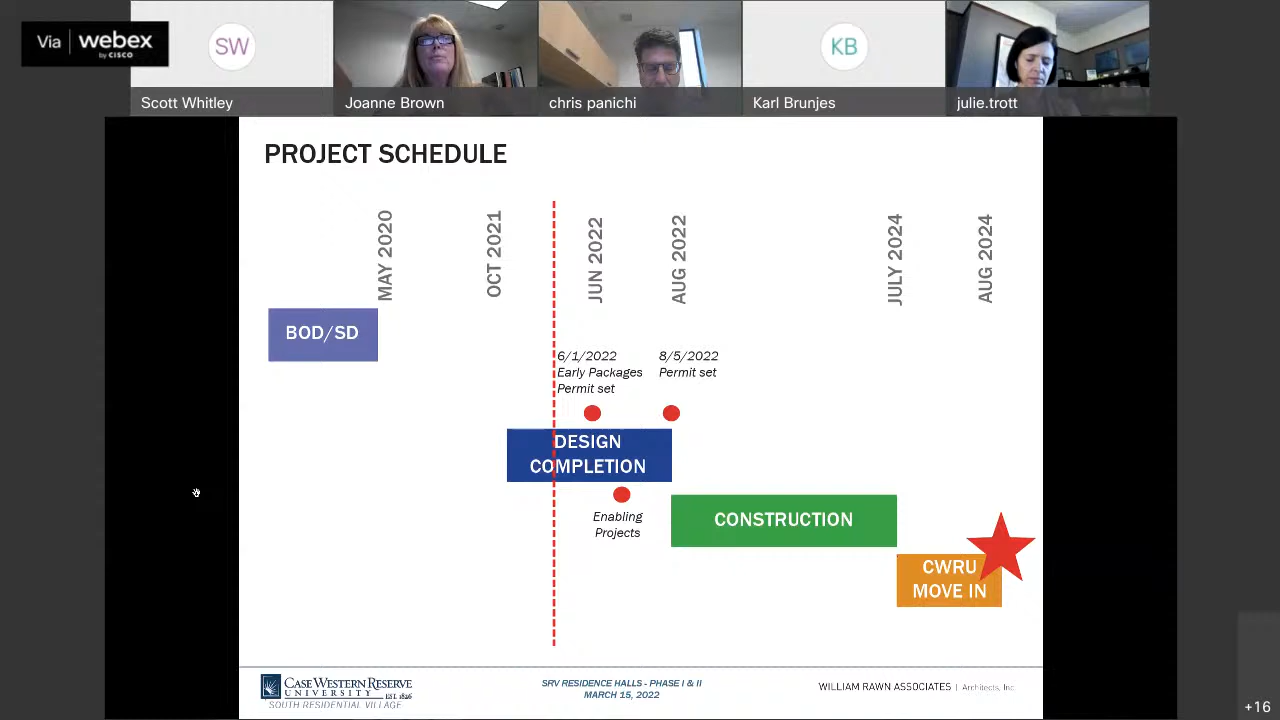 Via webex
by CISCO
SW
KB
Scott Whitley
Joanne Brown
chris panichi
Karl Brunjes
julie.trott
PROJECT SCHEDULE
MAY 2020
OCT 2021
JUN 2022
AUG 2022
JULY 2024
AUG 2024
BOD/SD
6/1/2022
Early Packages
Permit set
8/5/2022
Permit set
DESIGN
COMPLETION
Enabling
Projects
CONSTRUCTION
CWRU
MOVE IN
CASE WESTERN RESERVE
UNIVERSITY EST. 1826
SOUTH RESIDENTIAL VILLAGE
SRV RESIDENCE HALLS - PHASE I & II
MARCH 15, 2022
WILLIAM RAWN ASSOCIATES | Architects, Inc.
+16